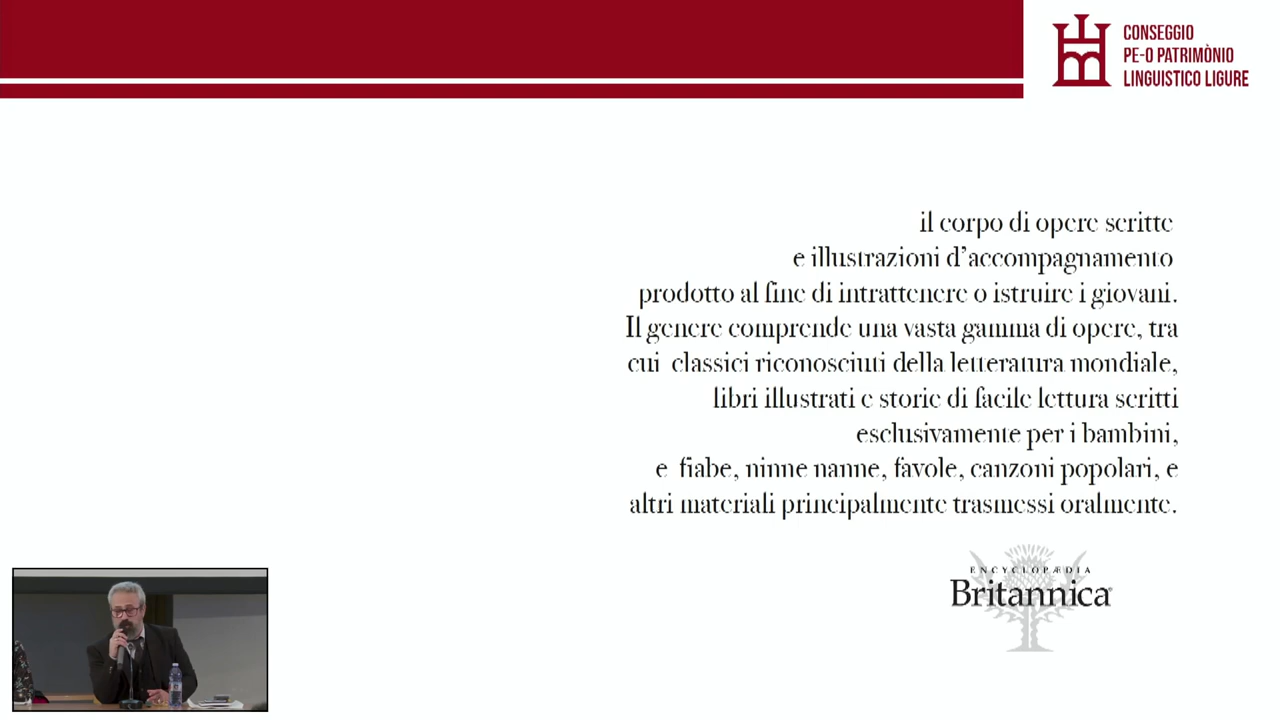 CONSEGGIO
PE-O PATRIMÒNIO
LINGUISTICO LIGURE
il corpo di opere scritte
e illustrazioni d’accompagnamento
prodotto al fine di intrattenere o istruire i giovani.
Il genere comprende una vasta gamma di opere, tra
cui classici riconosciuti della letteratura mondiale,
libri illustrati e storie di facile lettura scritti
esclusivamente per i bambini,
e fiabe, ninne nanne, favole, canzoni popolari, e
altri materiali principalmente trasmessi oralmente.
ENCYCLOPÆDIA
Britannica